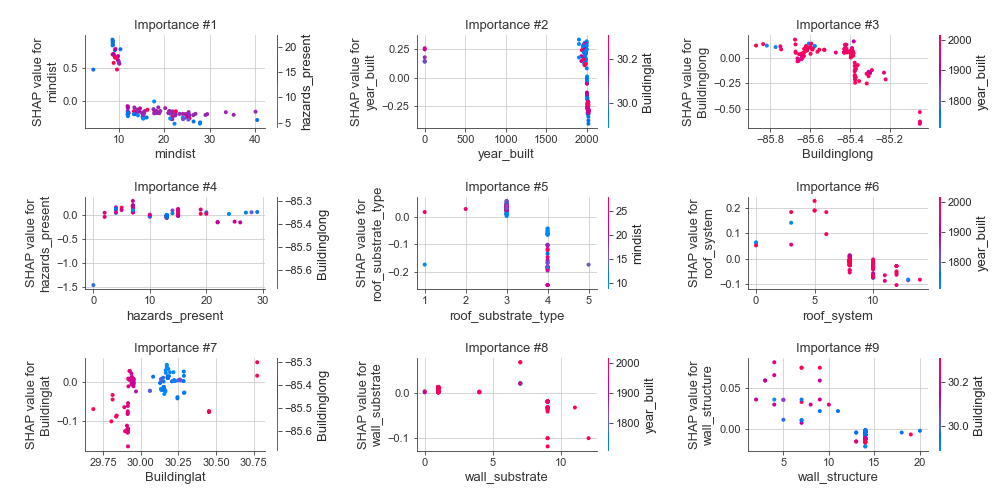 Importance #1
SHAP value for
mindist
0.5
0.0
10
20
30
40
mindist
20
15
10
5
hazards_present
Importance #2
SHAP value for
year_built
0.25
0.00
−0.25
0
500
1000
1500
2000
year_built
30.2
30.0
Buildinglat
Importance #3
SHAP value for
Buildinglong
0.00
−0.25
−0.50
−85.8
−85.6
−85.4
−85.2
Buildinglong
2000
1900
1800
year_built
Importance #4
SHAP value for
hazards_present
0.0
−0.5
−1.0
−1.5
0
10
20
30
hazards_present
−85.3
−85.4
−85.5
−85.6
Buildinglong
Importance #5
SHAP value for
roof_substrate_type
0.0
−0.1
−0.2
1
2
3
4
5
roof_substrate_type
25
20
15
10
mindist
Importance #6
SHAP value for
roof_system
0.2
0.1
0.0
−0.1
0
5
10
roof_system
2000
1900
1800
year_built
Importance #7
SHAP value for
Buildinglat
0.0
−0.1
29.75
30.00
30.25
30.50
30.75
Buildinglat
−85.3
−85.4
−85.5
−85.6
Buildinglong
Importance #8
SHAP value for
wall_substrate
0.0
−0.1
0
5
10
wall_substrate
2000
1900
1800
year_built
Importance #9
SHAP value for
wall_structure
0.05
0.00
5
10
15
20
wall_structure
30.2
30.0
Buildinglat